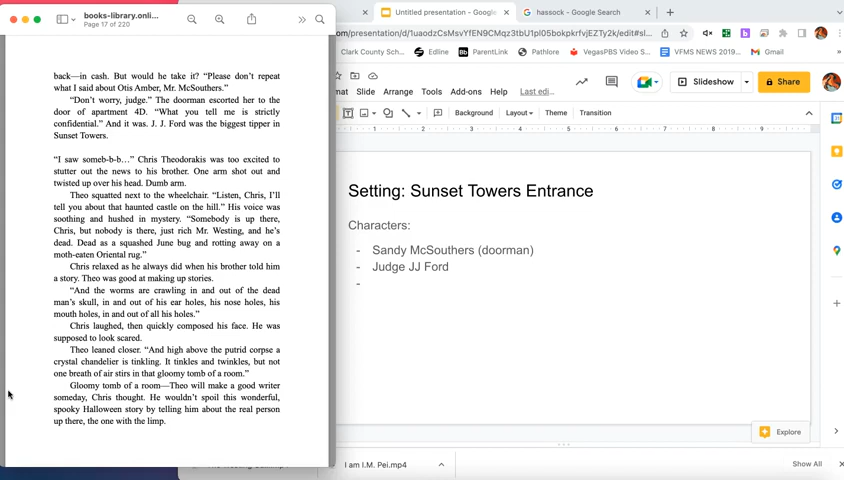 books-library.onli...
Page 17 of 220
Untitled presentation - Google
hassock - Google Search
presentation/d/1uaodzCsMsvYfEN9CMqz3tbU1pl05bokpkrfvjEZTy2k/edit#sl...
Clark County Sch...
Edline
ParentLink
Pathlore
VegasPBS Video S...
VFMS NEWS 2019...
Gmail
Slideshow
Share
mat Slide Arrange Tools Add-ons Help Last edi...
Background Layout Theme Transition
1 2 3 4 5 6 7 8 9
back—in cash. But would he take it? “Please don't repeat
what I said about Otis Amber, Mr. McSouthers.”
“Don't worry, judge.” The doorman escorted her to the
door of apartment 4D. “What you tell me is strictly
confidential.” And it was. J. J. Ford was the biggest tipper in
Sunset Towers.
“I saw someb-b-b…” Chris Theodorakis was too excited to
stutter out the news to his brother. One arm shot out and
twisted up over his head. Dumb arm.
Theo squatted next to the wheelchair. “Listen, Chris, I'll
tell you about that haunted castle on the hill.” His voice was
soothing and hushed in mystery. “Somebody is up there,
Chris, but nobody is there, just rich Mr. Westing, and he's
dead. Dead as a squashed June bug and rotting away on a
moth-eaten Oriental rug.”
Chris relaxed as he always did when his brother told him
a story. Theo was good at making up stories.
“And the worms are crawling in and out of the dead
man's skull, in and out of his ear holes, his nose holes, his
mouth holes, in and out of all his holes.”
Chris laughed, then quickly composed his face. He was
supposed to look scared.
Theo leaned closer. “And high above the putrid corpse a
crystal chandelier is tinkling. It tinkles and twinkles, but not
one breath of air stirs in that gloomy tomb of a room.”
Gloomy tomb of a room—Theo will make a good writer
someday, Chris thought. He wouldn't spoil this wonderful,
spooky Halloween story by telling him about the real person
up there, the one with the limp.
Setting: Sunset Towers Entrance
Characters:
- Sandy McSouthers (doorman)
- Judge JJ Ford
-
Explore
I am I.M. Pei.mp4
Show All